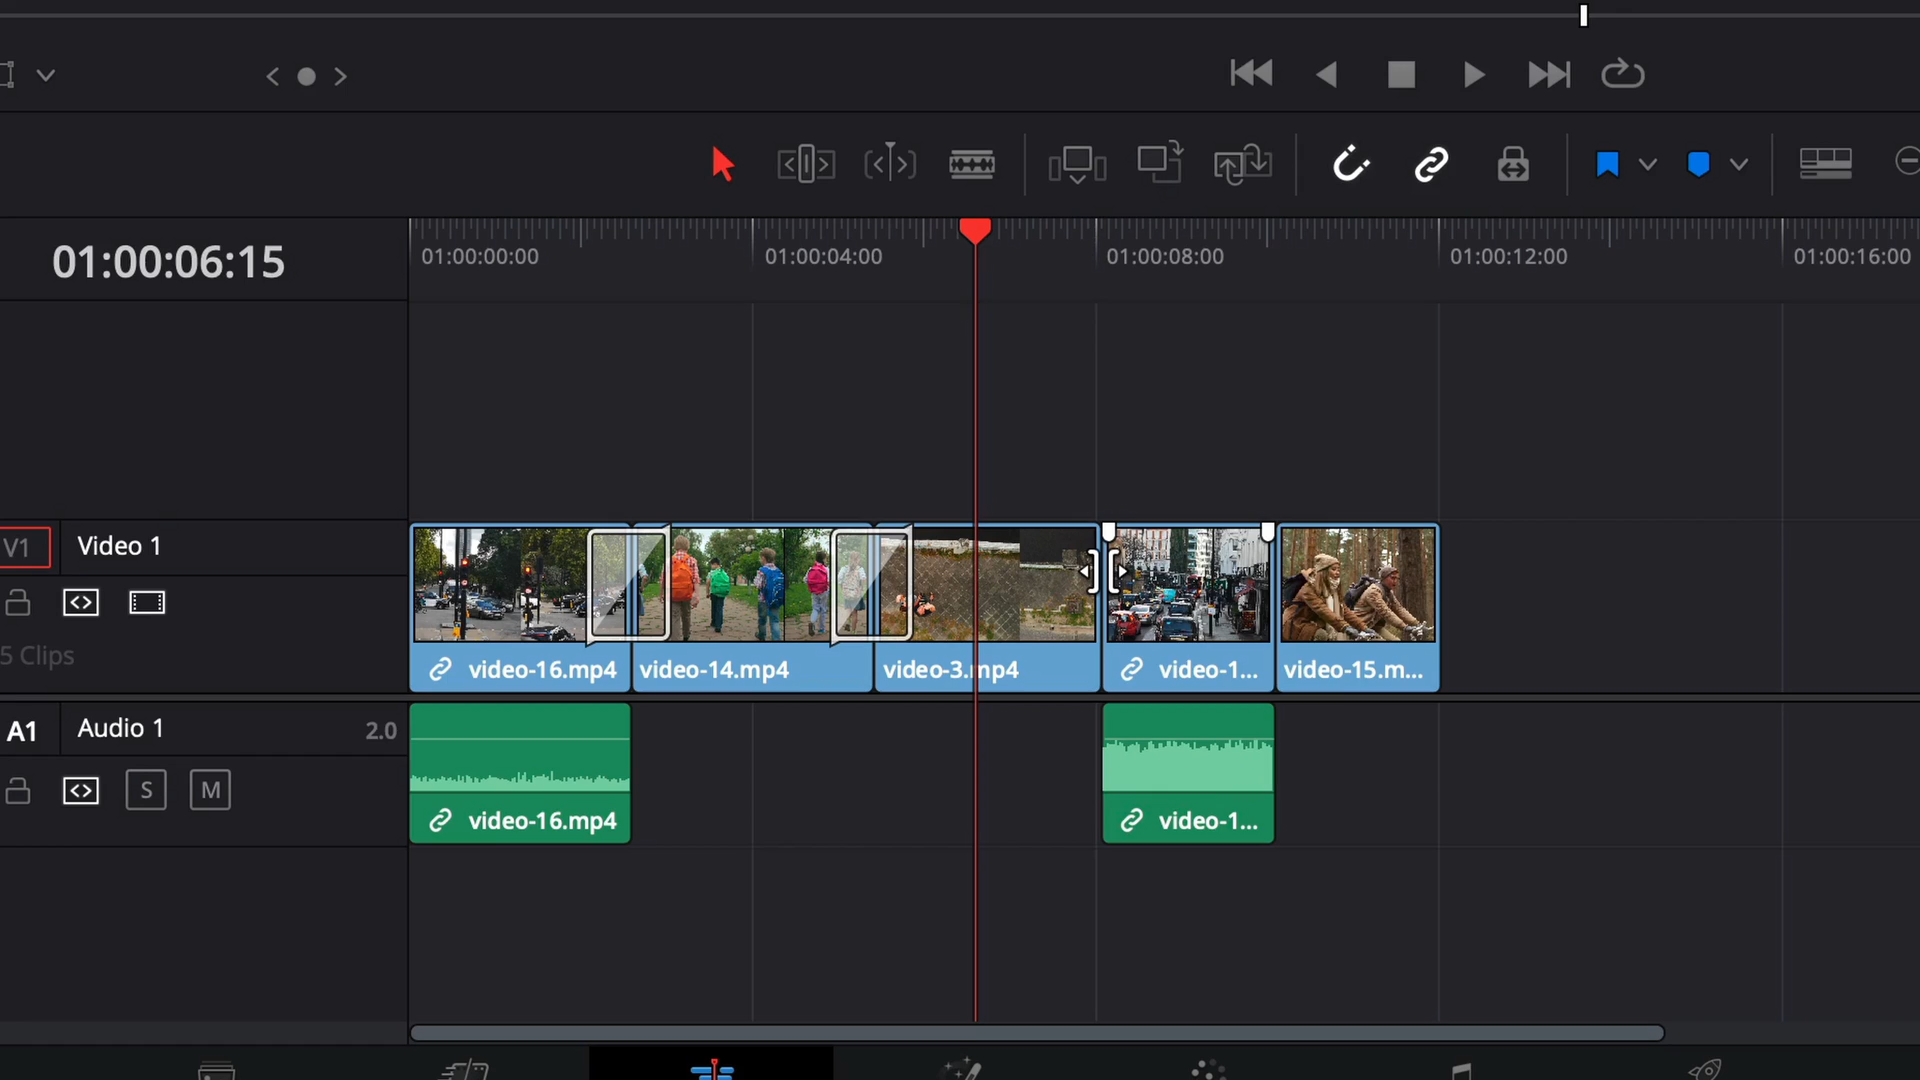 01:00:06:15
01:00:00:00
01:00:04:00
01:00:08:00
01:00:12:00
01:00:16:00
V1
Video 1
5 Clips
video-16.mp4
video-14.mp4
video-3.mp4
video-1...
video-15.m...
A1
Audio 1
2.0
S
M
video-16.mp4
video-1...